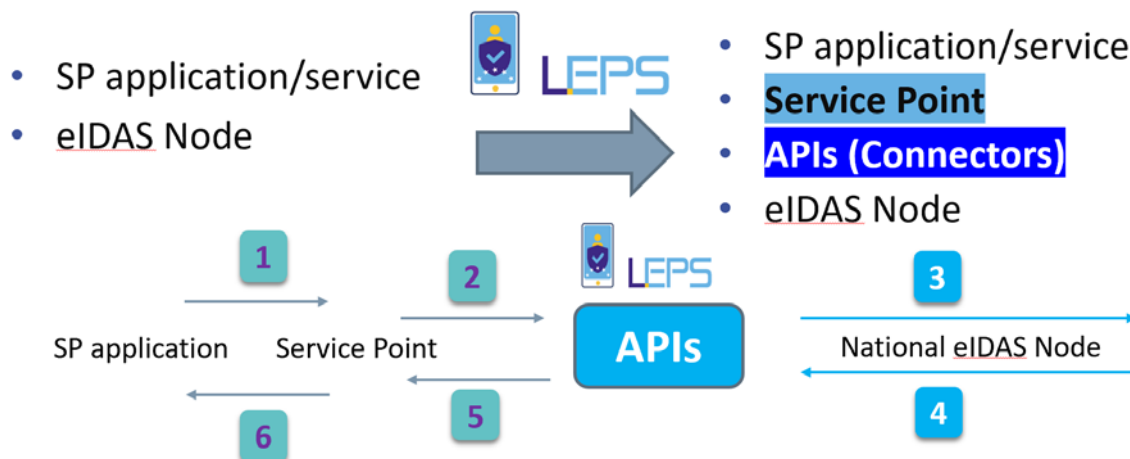 SP application/service
eIDAS Node
LEPS
SP application/service
Service Point
APIs (Connectors)
eIDAS Node
1
2
LEPS
3
SP application
Service Point
APIs
National eIDAS Node
6
5
4